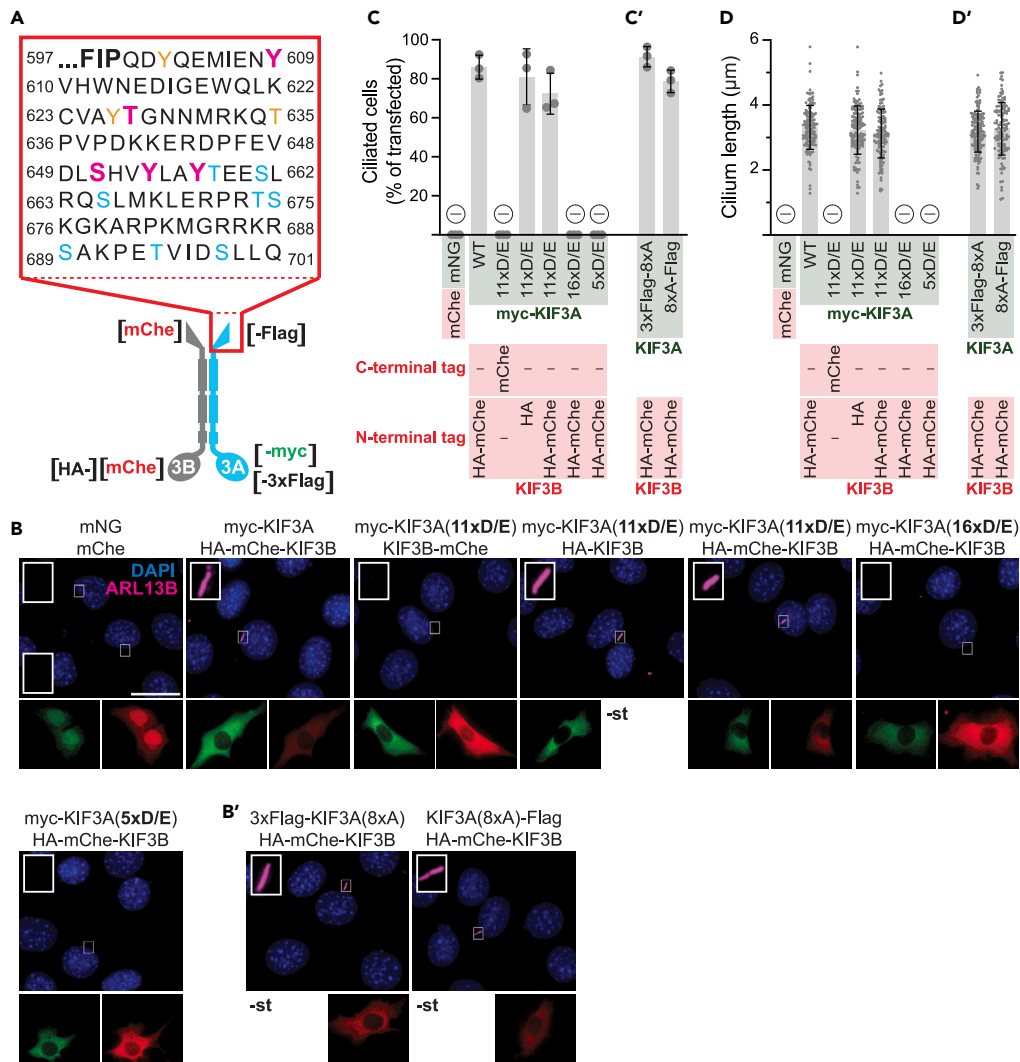 A
597 ...FIPQDYQEMIENY 609
610 VHWNEDIGEWQLK 622
623 CVAYTGNNMRKQT 635
636 PVPDKKERDPFEV 648
649 DLSHVYLAYTEESL 662
663 RQSLMKLERPRTS 675
676 KGKARPKMGRRKR 688
689 SAKPETVIDSLLQ 701
[mChe] [-Flag]
[HA-][mChe] 3B 3A [-myc]
[-3xFlag]
C
Ciliated cells
(% of transfected)
100
80
60
40
20
mNG
WT
11xD/E
11xD/E
11xD/E
16xD/E
5xD/E
mChe
myc-KIF3A
C-terminal tag
–
mChe
–
–
–
–
N-terminal tag
HA-mChe
–
HA
HA-mChe
HA-mChe
HA-mChe
KIF3B
C'
3xFlag-8xA
8xA-Flag
KIF3A
HA-mChe
HA-mChe
KIF3B
D
Cilium length (µm)
6
4
2
mNG
WT
11xD/E
11xD/E
11xD/E
16xD/E
5xD/E
mChe
myc-KIF3A
–
mChe
–
–
–
–
HA-mChe
–
HA
HA-mChe
HA-mChe
HA-mChe
KIF3B
D'
3xFlag-8xA
8xA-Flag
KIF3A
HA-mChe
HA-mChe
KIF3B
B
mNG
mChe
DAPI
ARL13B
myc-KIF3A
HA-mChe-KIF3B
myc-KIF3A(11xD/E)
KIF3B-mChe
myc-KIF3A(11xD/E)
HA-KIF3B
-st
myc-KIF3A(11xD/E)
HA-mChe-KIF3B
myc-KIF3A(16xD/E)
HA-mChe-KIF3B
myc-KIF3A(5xD/E)
HA-mChe-KIF3B
B'
3xFlag-KIF3A(8xA)
HA-mChe-KIF3B
-st
KIF3A(8xA)-Flag
HA-mChe-KIF3B
-st